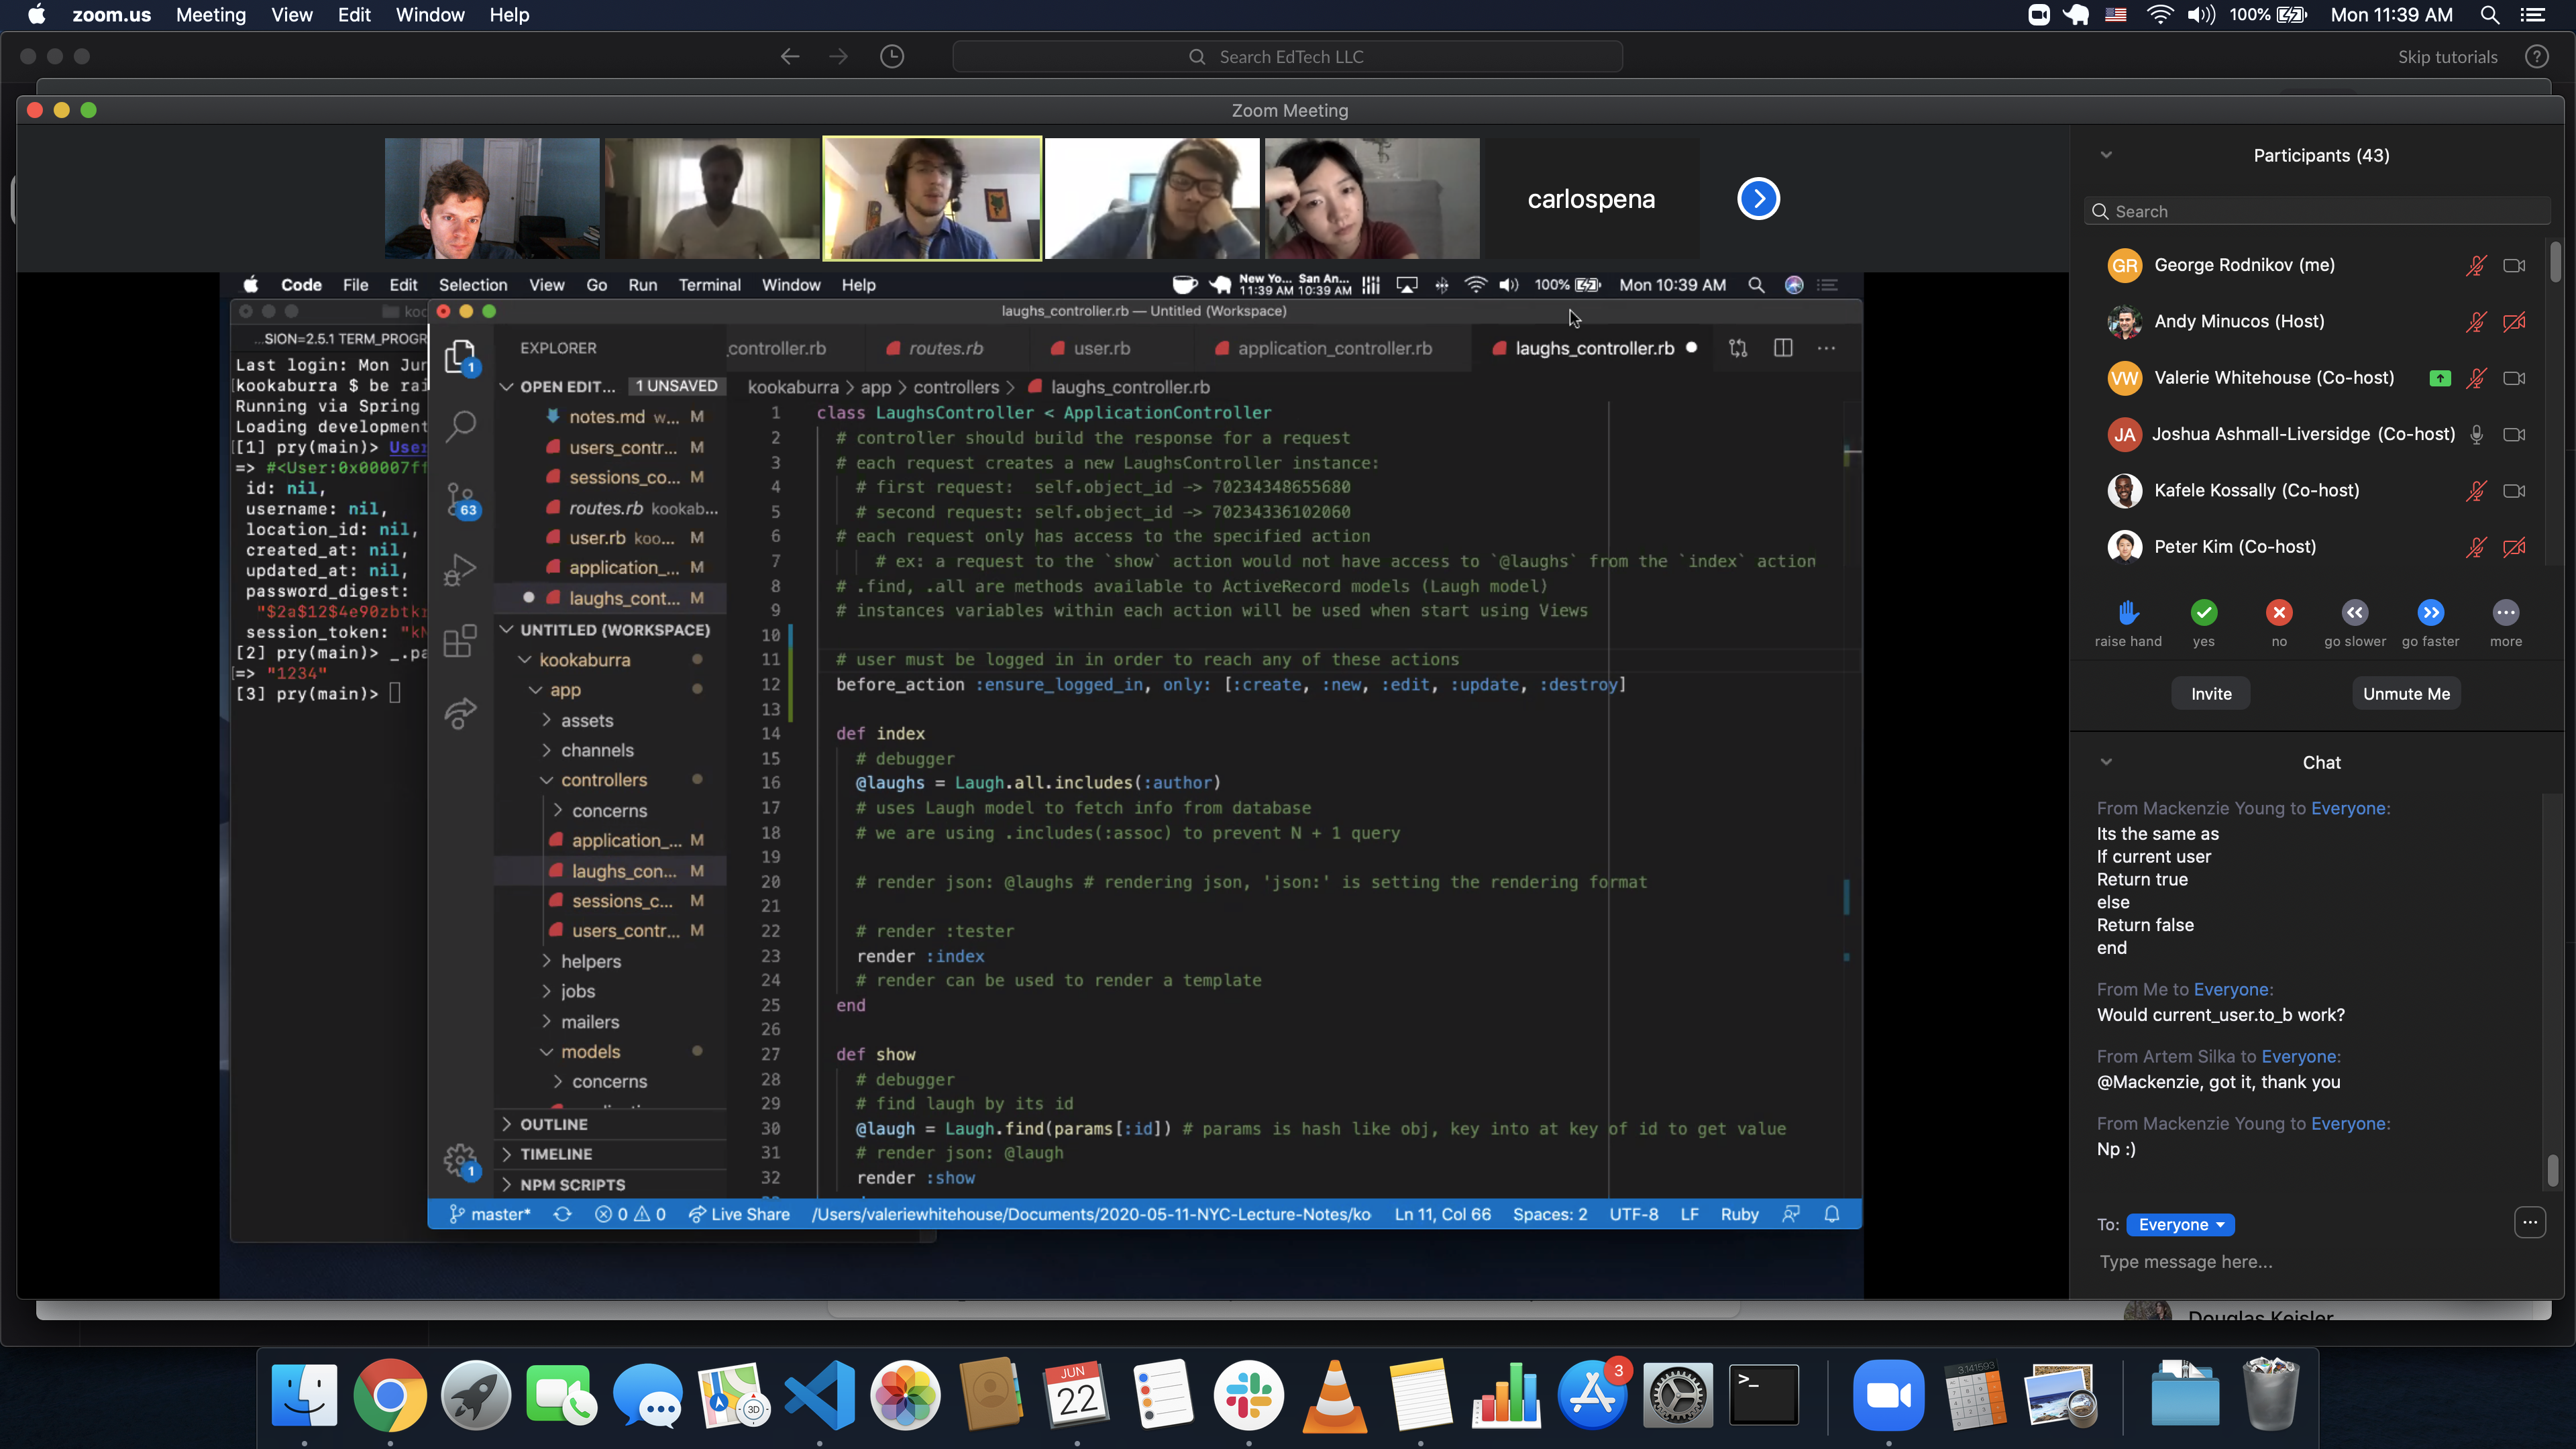 zoom.us Meeting View Edit Window Help
100% Mon 11:39 AM
Search EdTech LLC
Skip tutorials
Zoom Meeting
carlospena
Code File Edit Selection View Go Run Terminal Window Help
New Yo... San An...
11:39 AM 10:39 AM
100% Mon 10:39 AM
laughs_controller.rb — Untitled (Workspace)
...SION=2.5.1 TERM_PROGR
Last login: Mon Jun
kookaburra $ be rai
Running via Spring
Loading development
[1] pry(main)> User
=> #<User:0x00007ff
id: nil,
username: nil,
location_id: nil,
created_at: nil,
updated_at: nil,
password_digest:
"$2a$12$4e90zbtkr
session_token: "kN
[2] pry(main)> _.pa
=> "1234"
[3] pry(main)>
EXPLORER
OPEN EDIT... 1 UNSAVED
notes.md w... M
users_contr... M
sessions_co... M
routes.rb kookab...
user.rb koo... M
application_... M
laughs_cont... M
UNTITLED (WORKSPACE)
kookaburra
app
assets
channels
controllers
concerns
application_... M
laughs_con... M
sessions_c... M
users_contr... M
helpers
jobs
mailers
models
concerns
OUTLINE
TIMELINE
NPM SCRIPTS
1
63
1
_controller.rb routes.rb user.rb application_controller.rb laughs_controller.rb
kookaburra > app > controllers > laughs_controller.rb
1 class LaughsController < ApplicationController
2 # controller should build the response for a request
3 # each request creates a new LaughsController instance:
4 # first request: self.object_id -> 70234348655680
5 # second request: self.object_id -> 70234336102060
6 # each request only has access to the specified action
7 # ex: a request to the `show` action would not have access to `@laughs` from the `index` action
8 # .find, .all are methods available to ActiveRecord models (Laugh model)
9 # instances variables within each action will be used when start using Views
10
11 # user must be logged in in order to reach any of these actions
12 before_action :ensure_logged_in, only: [:create, :new, :edit, :update, :destroy]
13
14 def index
15 # debugger
16 @laughs = Laugh.all.includes(:author)
17 # uses Laugh model to fetch info from database
18 # we are using .includes(:assoc) to prevent N + 1 query
19
20 # render json: @laughs # rendering json, 'json:' is setting the rendering format
21
22 # render :tester
23 render :index
24 # render can be used to render a template
25 end
26
27 def show
28 # debugger
29 # find laugh by its id
30 @laugh = Laugh.find(params[:id]) # params is hash like obj, key into at key of id to get value
31 # render json: @laugh
32 render :show
master* 0 0 Live Share /Users/valeriewhitehouse/Documents/2020-05-11-NYC-Lecture-Notes/ko Ln 11, Col 66 Spaces: 2 UTF-8 LF Ruby
Participants (43)
Search
GR George Rodnikov (me)
Andy Minucos (Host)
VW Valerie Whitehouse (Co-host)
JA Joshua Ashmall-Liversidge (Co-host)
Kafele Kossally (Co-host)
Peter Kim (Co-host)
raise hand yes no go slower go faster more
Invite Unmute Me
Chat
From Mackenzie Young to Everyone:
Its the same as
If current user
Return true
else
Return false
end
From Me to Everyone:
Would current_user.to_b work?
From Artem Silka to Everyone:
@Mackenzie, got it, thank you
From Mackenzie Young to Everyone:
Np :)
To: Everyone
Type message here...
Douglas Keisler
3D
JUN
22
3
>_
3.141593